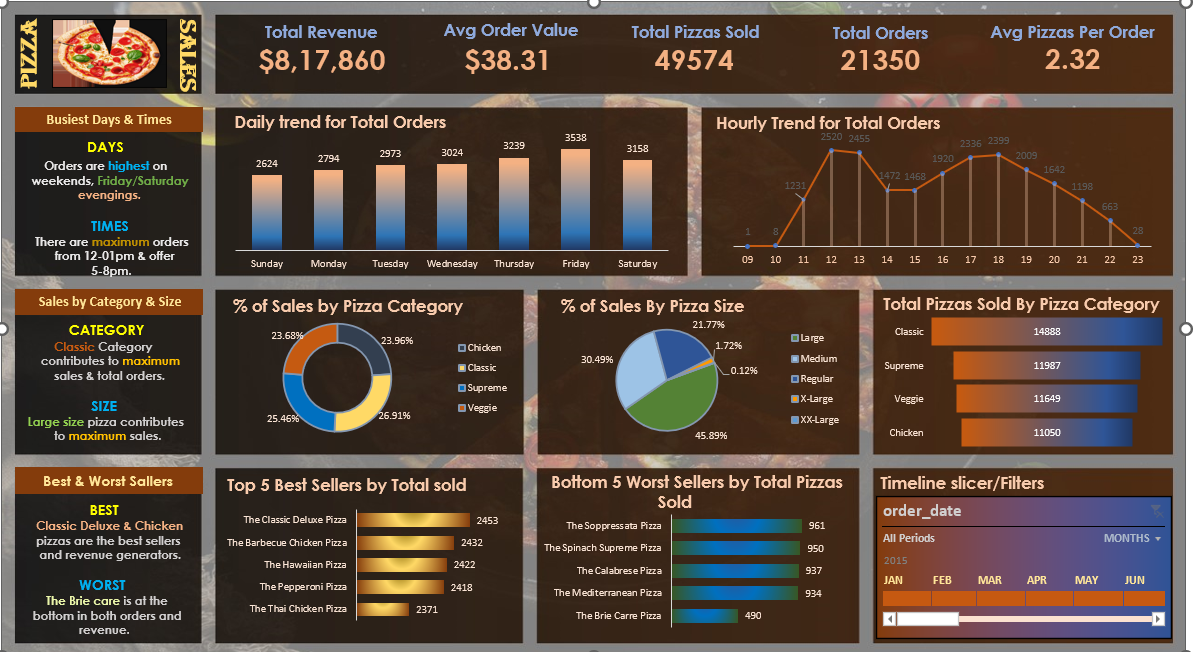 PIZZA
SALES
Total Revenue
$8,17,860
Avg Order Value
$38.31
Total Pizzas Sold
49574
Total Orders
21350
Avg Pizzas Per Order
2.32
Busiest Days & Times
DAYS
Orders are highest on
weekends, Friday/Saturday
evengings.
TIMES
There are maximum orders
from 12-01pm & offer
5-8pm.
Daily trend for Total Orders
2624
2794
2973
3024
3239
3538
3158
Sunday
Monday
Tuesday
Wednesday
Thursday
Friday
Saturday
Hourly Trend for Total Orders
1
8
1231
2520
2455
1472
1468
1920
2336
2399
2009
1642
1198
663
28
09
10
11
12
13
14
15
16
17
18
19
20
21
22
23
Sales by Category & Size
CATEGORY
Classic Category
contributes to maximum
sales & total orders.
SIZE
Large size pizza contributes
to maximum sales.
% of Sales by Pizza Category
23.68%
23.96%
25.46%
26.91%
Chicken
Classic
Supreme
Veggie
% of Sales By Pizza Size
21.77%
1.72%
0.12%
30.49%
45.89%
Large
Medium
Regular
X-Large
XX-Large
Total Pizzas Sold By Pizza Category
Classic 14888
Supreme 11987
Veggie 11649
Chicken 11050
Best & Worst Sallers
BEST
Classic Deluxe & Chicken
pizzas are the best sellers
and revenue generators.
WORST
The Brie care is at the
bottom in both orders and
revenue.
Top 5 Best Sellers by Total sold
The Classic Deluxe Pizza 2453
The Barbecue Chicken Pizza 2432
The Hawaiian Pizza 2422
The Pepperoni Pizza 2418
The Thai Chicken Pizza 2371
Bottom 5 Worst Sellers by Total Pizzas
Sold
The Soppressata Pizza 961
The Spinach Supreme Pizza 950
The Calabrese Pizza 937
The Mediterranean Pizza 934
The Brie Carre Pizza 490
Timeline slicer/Filters
order_date
All Periods MONTHS
2015
JAN FEB MAR APR MAY JUN